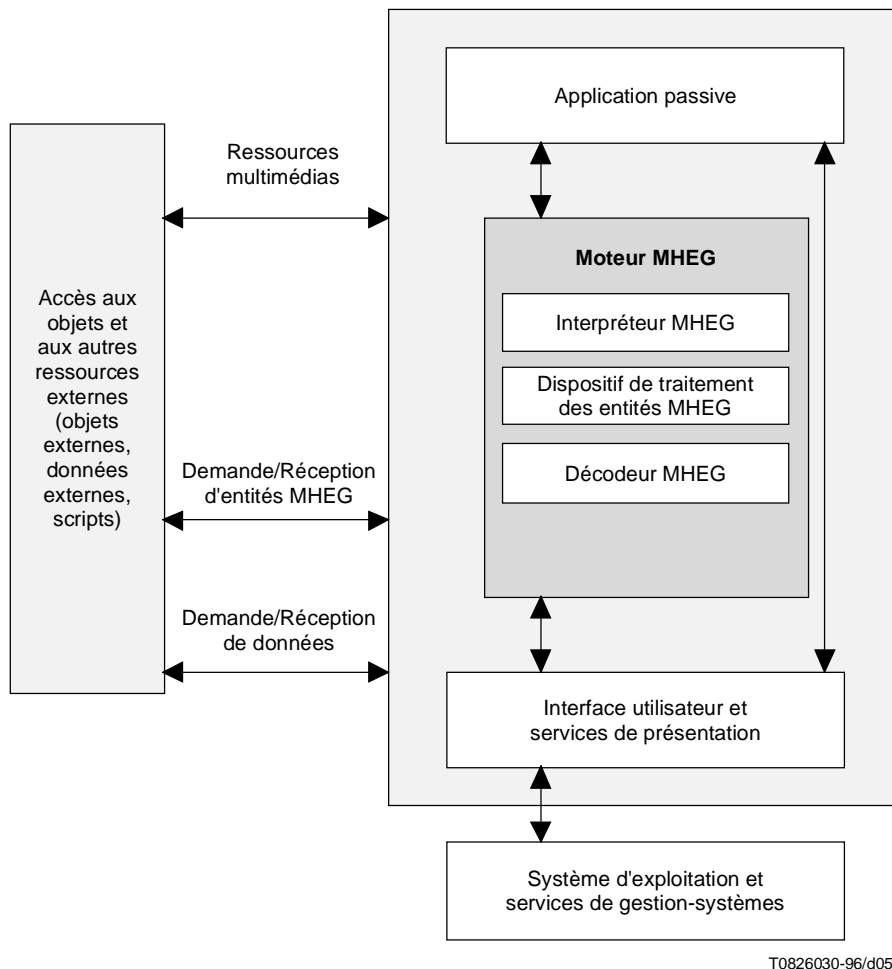 Application passive
Ressources
multimédias
Moteur MHEG
Interpréteur MHEG
Dispositif de traitement
des entités MHEG
Décodeur MHEG
Accès aux
objets et
aux autres
ressources
externes
(objets
externes,
données
externes,
scripts)
Demande/Réception
d'entités MHEG
Demande/Réception
de données
Interface utilisateur et
services de présentation
Système d'exploitation et
services de gestion-systèmes
T0826030-96/d05